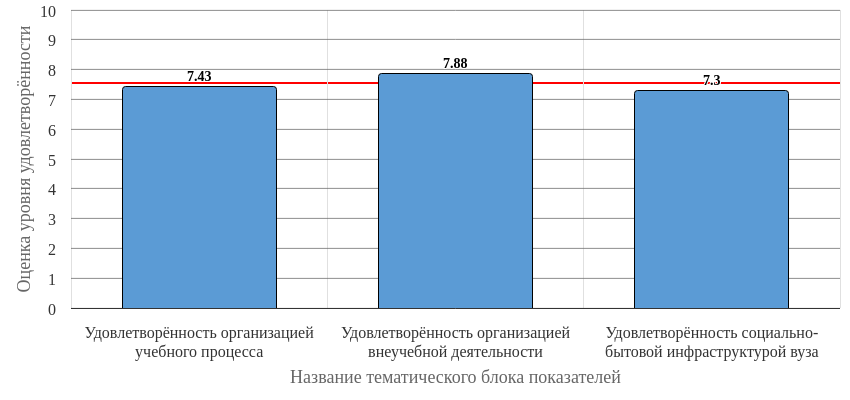 Оценка уровня удовлетворённости
10
9
8
7
6
5
4
3
2
1
0
7.43
7.88
7.3
Удовлетворённость организацией
учебного процесса
Удовлетворённость организацией
внеучебной деятельности
Удовлетворённость социально-
бытовой инфраструктурой вуза
Название тематического блока показателей